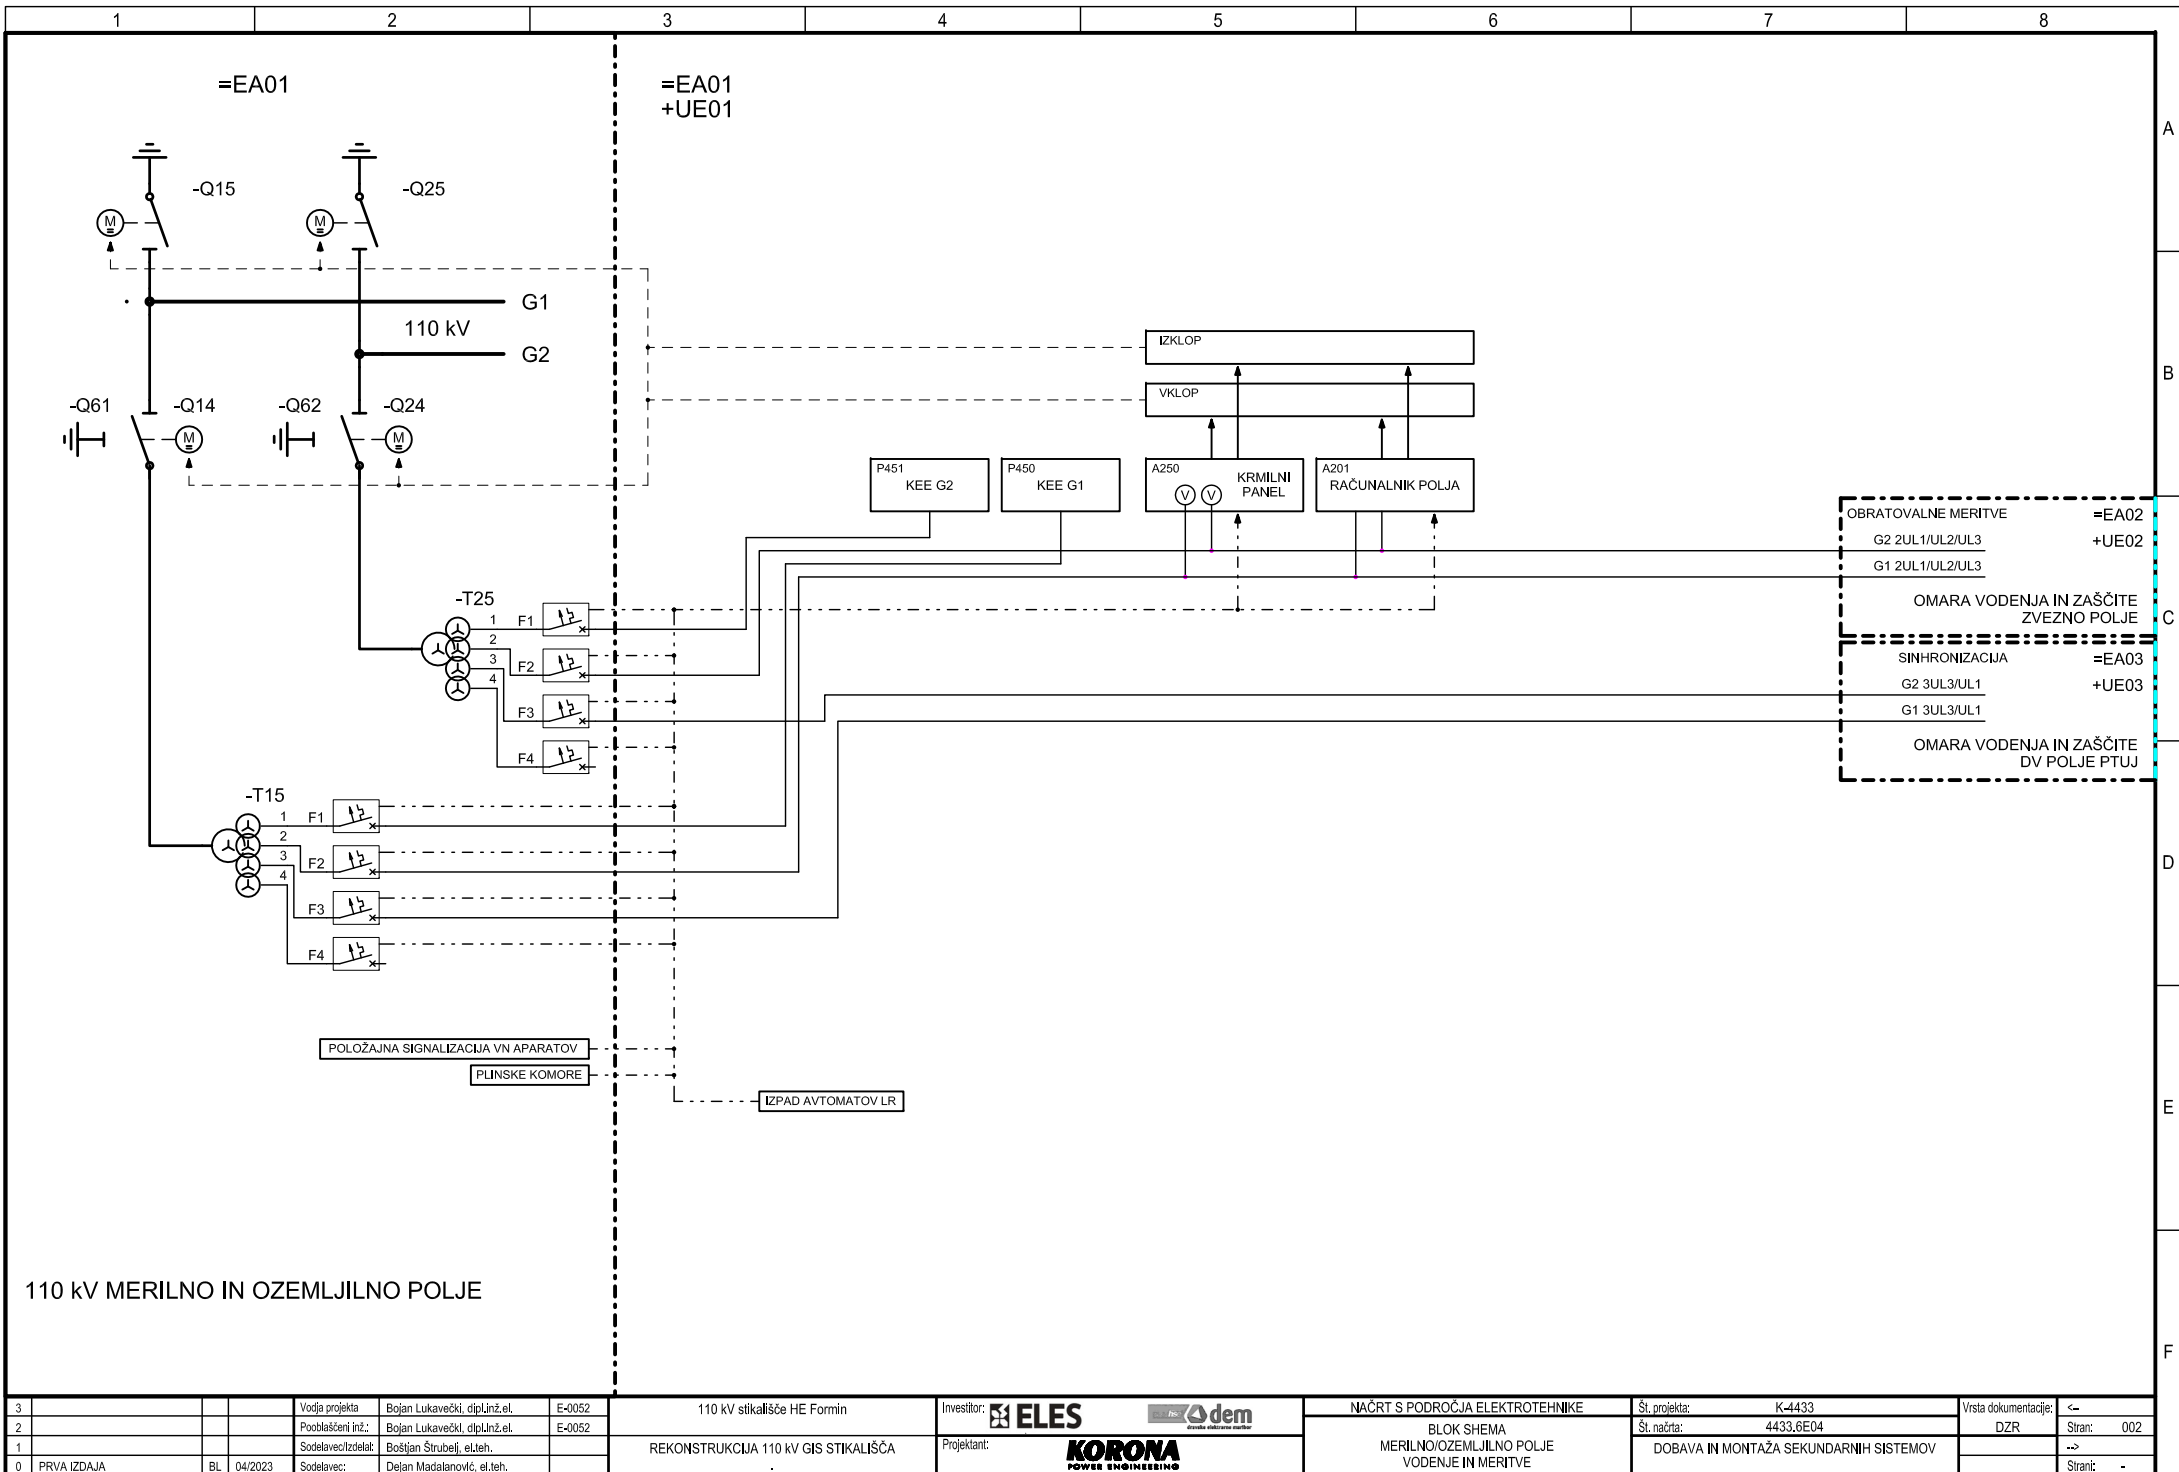 1 2 3 4 5 6 7 8
=EA01
=EA01
+UE01
A
-Q15
-Q25
M
M
G1
110 kV
G2
IZKLOP
VKLOP
B
-Q61
-Q14
-Q62
-Q24
M
M
P451
KEE G2
P450
KEE G1
A250
KRMILNI
PANEL
V V
A201
RAČUNALNIK POLJA
OBRATOVALNE MERITVE
=EA02
G2 2UL1/UL2/UL3
+UE02
G1 2UL1/UL2/UL3
OMARA VODENJA IN ZAŠČITE
ZVEZNO POLJE
C
-T25
1
F1
2
F2
3
F3
4
F4
SINHRONIZACIJA
=EA03
G2 3UL3/UL1
+UE03
G1 3UL3/UL1
OMARA VODENJA IN ZAŠČITE
DV POLJE PTUJ
-T15
1
F1
2
F2
3
F3
4
F4
D
POLOŽAJNA SIGNALIZACIJA VN APARATOV
PLINSKE KOMORE
IZPAD AVTOMATOV LR
E
110 kV MERILNO IN OZEMLJILNO POLJE
F
3
2
1
0 PRVA IZDAJA BL 04/2023
Vodja projekta Bojan Lukavečki, dipl.inž.el. E-0052
Pooblaščeni inž.: Bojan Lukavečki, dipl.inž.el. E-0052
Sodelavec/Izdelal: Boštjan Štrubelj, el.teh.
Sodelavec: Dejan Madalanović, el.teh.
110 kV stikališče HE Formin
REKONSTRUKCIJA 110 kV GIS STIKALIŠČA
.
Investitor: ELES dem
dravske elektrarne maribor
Projektant: KORONA
POWER ENGINEERING
NAČRT S PODROČJA ELEKTROTEHNIKE
BLOK SHEMA
MERILNO/OZEMLJILNO POLJE
VODENJE IN MERITVE
Št. projekta: K-4433
Št. načrta: 4433.6E04
DOBAVA IN MONTAŽA SEKUNDARNIH SISTEMOV
Vrsta dokumentacije:
DZR
<--
Stran: 002
-->
Strani: -